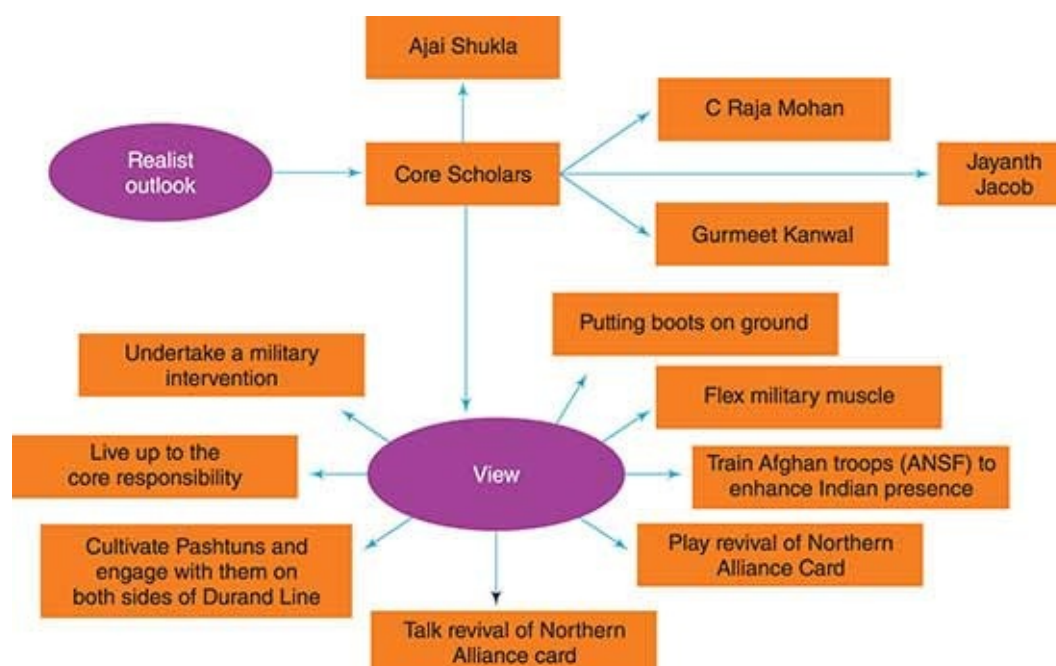 Ajai Shukla
Realist
outlook
Core Scholars
C Raja Mohan
Jayanth
Jacob
Gurmeet Kanwal
Putting boots on ground
Undertake a military
intervention
Flex military muscle
Live up to the
core responsibility
View
Train Afghan troops (ANSF) to
enhance Indian presence
Cultivate Pashtuns and
engage with them on
both sides of Durand Line
Play revival of Northern
Alliance Card
Talk revival of Northern
Alliance card